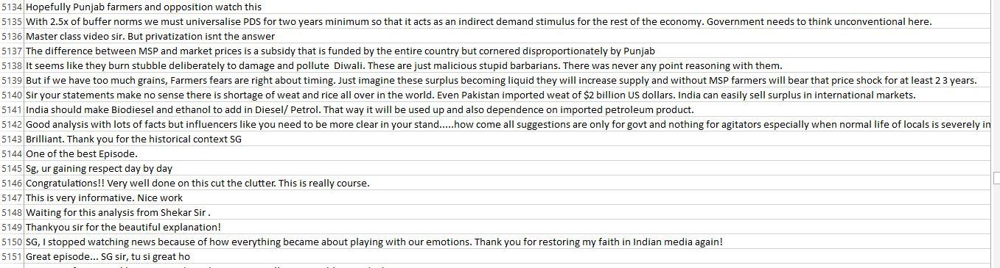 5134 Hopefully Punjab farmers and opposition watch this
5135 With 2.5x of buffer norms we must universalise PDS for two years minimum so that it acts as an indirect demand stimulus for the rest of the economy. Government needs to think unconventional here.
5136 Master class video sir. But privatization isnt the answer
5137 The difference between MSP and market prices is a subsidy that is funded by the entire country but cornered disproportionately by Punjab
5138 It seems like they burn stubble deliberately to damage and pollute  Diwali. These are just malicious stupid barbarians. There was never any point reasoning with them.
5139 But if we have too much grains, Farmers fears are right about timing. Just imagine these surplus becoming liquid they will increase supply and without MSP farmers will bear that price shock for at least 2 3 years.
5140 Sir your statements make no sense there is shortage of weat and rice all over in the world. Even Pakistan imported weat of $2 billion US dollars. India can easily sell surplus in international markets.
5141 India should make Biodiesel and ethanol to add in Diesel/ Petrol. That way it will be used up and also dependence on imported petroleum product.
5142 Good analysis with lots of facts but influencers like you need to be more clear in your stand.....how come all suggestions are only for govt and nothing for agitators especially when normal life of locals is severely
5143 Brilliant. Thank you for the historical context SG
5144 One of the best Episode.
5145 Sg, ur gaining respect day by day
5146 Congratulations!! Very well done on this cut the clutter. This is really course.
5147 This is very informative. Nice work
5148 Waiting for this analysis from Shekar Sir .
5149 Thankyou sir for the beautiful explanation!
5150 SG, I stopped watching news because of how everything became about playing with our emotions. Thank you for restoring my faith in Indian media again!
5151 Great episode... SG sir, tu si great ho